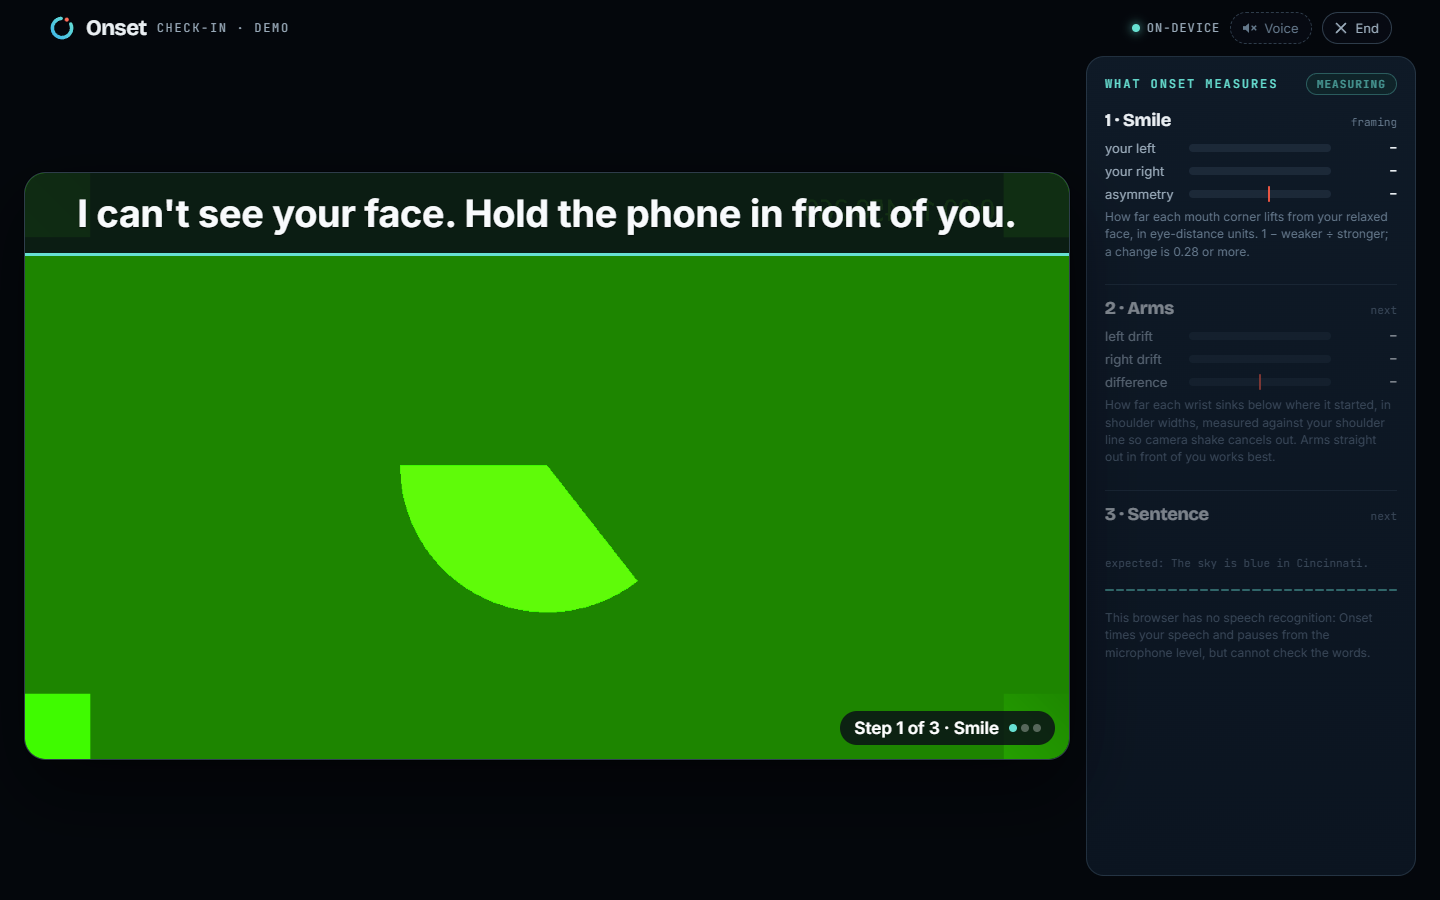 Onset CHECK-IN · DEMO
ON-DEVICE
Voice
End
I can't see your face. Hold the phone in front of you.
Step 1 of 3 · Smile
WHAT ONSET MEASURES
MEASURING
1 · Smile
framing
your left –
your right –
asymmetry –
How far each mouth corner lifts from your relaxed
face, in eye-distance units. 1 − weaker ÷ stronger;
a change is 0.28 or more.
2 · Arms
next
left drift –
right drift –
difference –
How far each wrist sinks below where it started, in
shoulder widths, measured against your shoulder
line so camera shake cancels out. Arms straight
out in front of you works best.
3 · Sentence
next
expected: The sky is blue in Cincinnati.
This browser has no speech recognition: Onset
times your speech and pauses from the
microphone level, but cannot check the words.